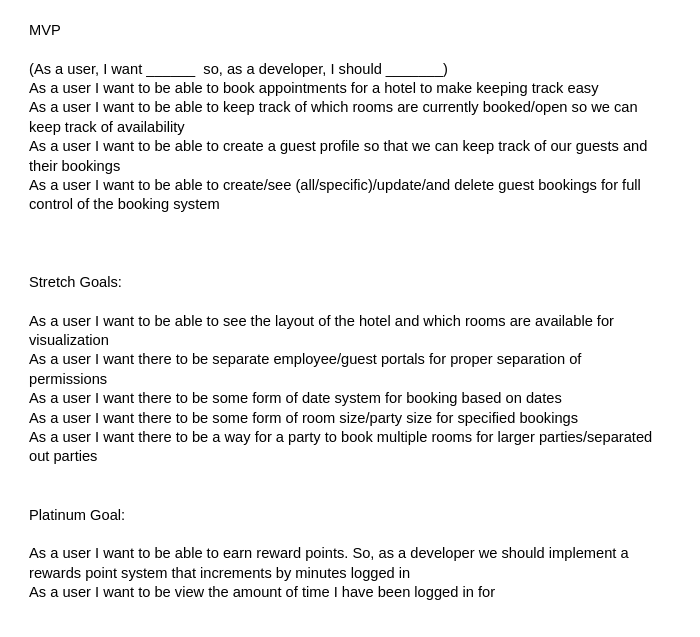 MVP
(As a user, I want ______  so, as a developer, I should _______)
As a user I want to be able to book appointments for a hotel to make keeping track easy
As a user I want to be able to keep track of which rooms are currently booked/open so we can
keep track of availability
As a user I want to be able to create a guest profile so that we can keep track of our guests and
their bookings
As a user I want to be able to create/see (all/specific)/update/and delete guest bookings for full
control of the booking system
Stretch Goals:
As a user I want to be able to see the layout of the hotel and which rooms are available for
visualization
As a user I want there to be separate employee/guest portals for proper separation of
permissions
As a user I want there to be some form of date system for booking based on dates
As a user I want there to be some form of room size/party size for specified bookings
As a user I want there to be a way for a party to book multiple rooms for larger parties/separated
out parties
Platinum Goal:
As a user I want to be able to earn reward points. So, as a developer we should implement a
rewards point system that increments by minutes logged in
As a user I want to be view the amount of time I have been logged in for